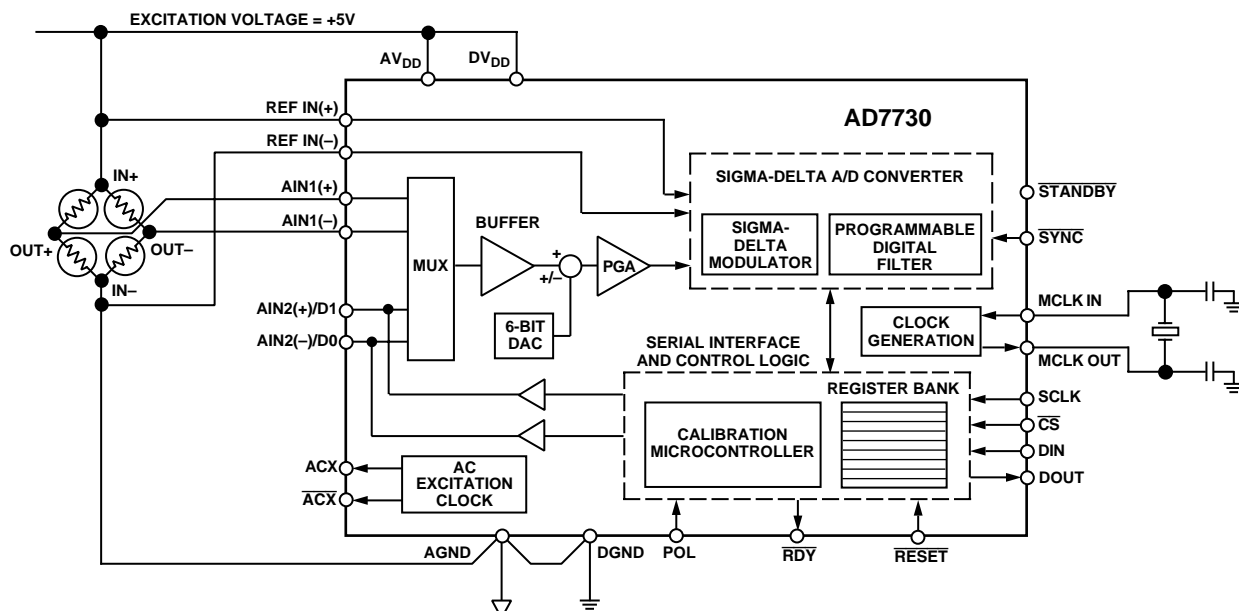 EXCITATION VOLTAGE = +5V
AVDD
DVDD
REF IN(+)
AD7730
REF IN(–)
SIGMA-DELTA A/D CONVERTER
IN+
AIN1(+)
STANDBY
BUFFER
AIN1(–)
SIGMA-
DELTA
MODULATOR
PROGRAMMABLE
DIGITAL
FILTER
SYNC
OUT+
OUT–
MUX
+
+/–
PGA
IN–
MCLK IN
AIN2(+)/D1
6-BIT
DAC
CLOCK
GENERATION
AIN2(–)/D0
SERIAL INTERFACE
AND CONTROL LOGIC
MCLK OUT
REGISTER BANK
SCLK
CS
CALIBRATION
MICROCONTROLLER
DIN
ACX
AC
EXCITATION
CLOCK
DOUT
ACX
AGND
DGND
POL
RDY
RESET